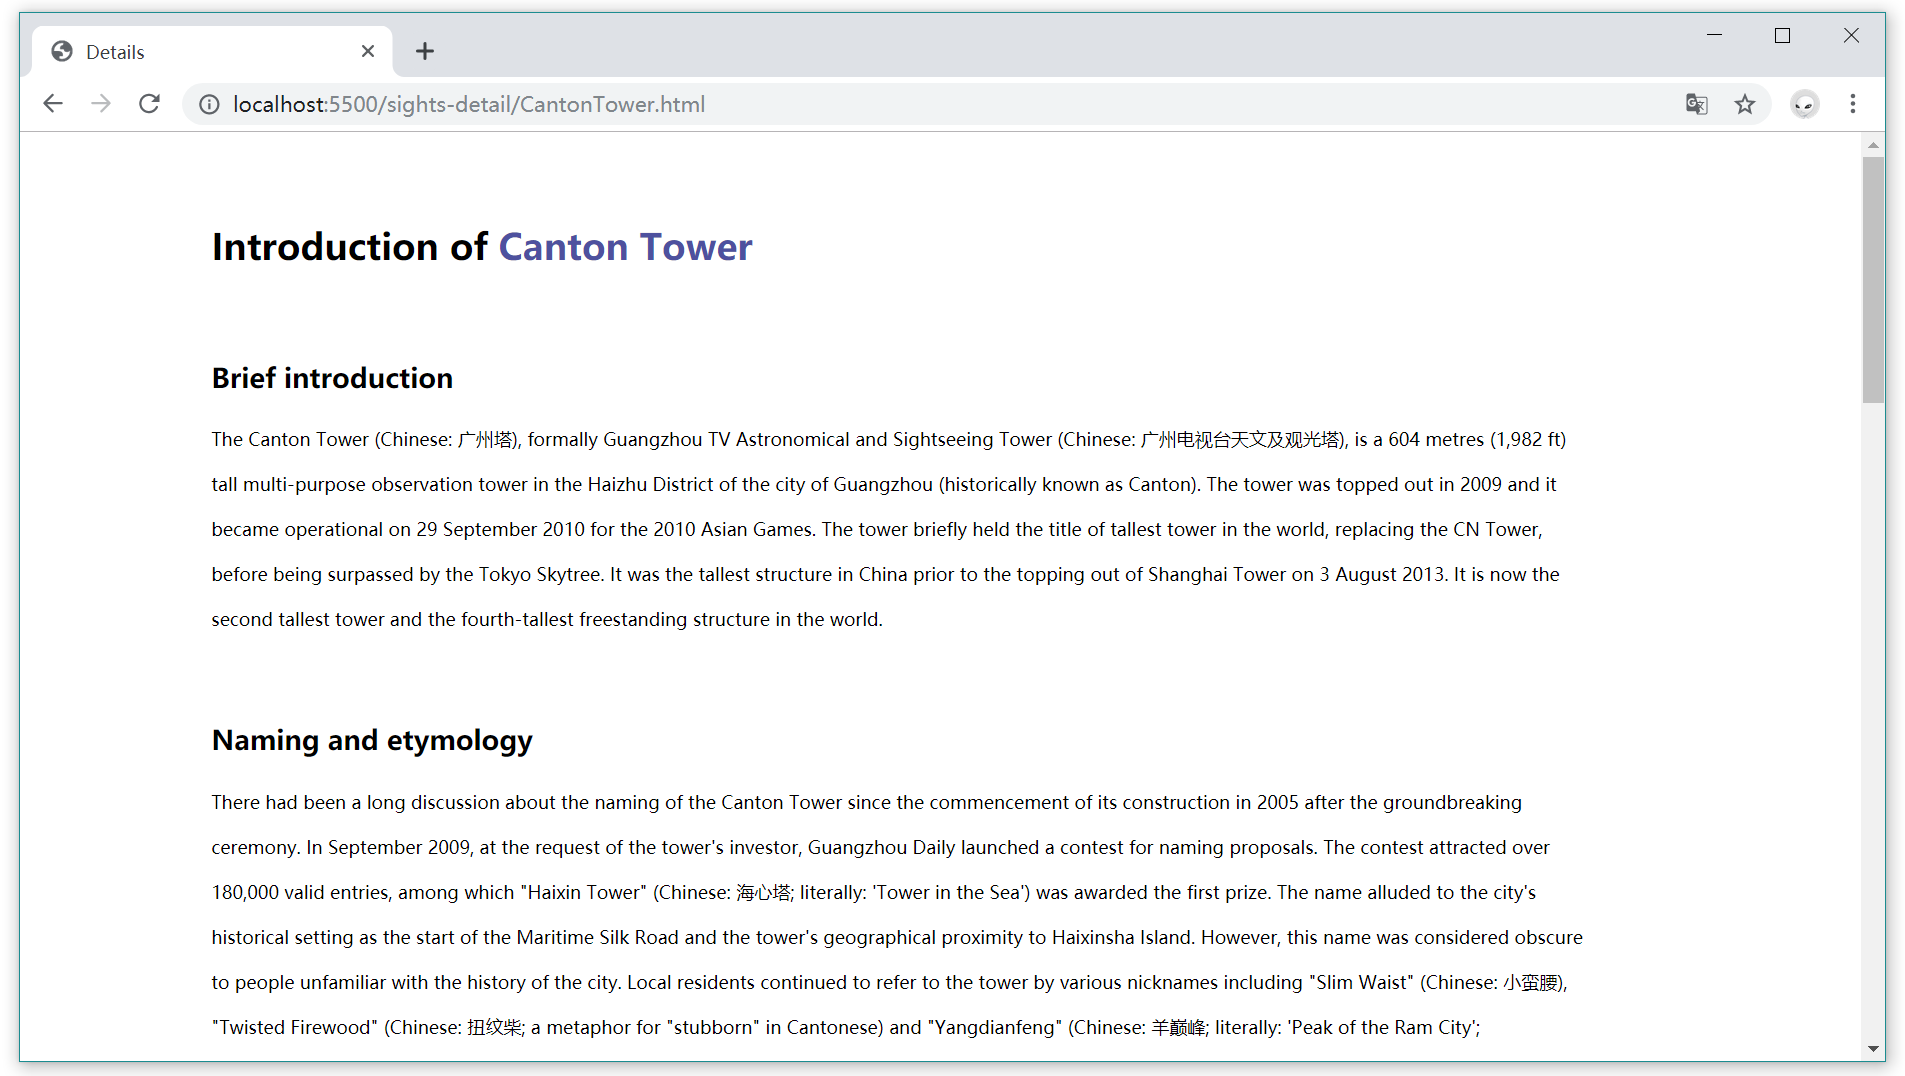 Details
localhost:5500/sights-detail/CantonTower.html
Introduction of Canton Tower
Brief introduction
The Canton Tower (Chinese: 广州塔), formally Guangzhou TV Astronomical and Sightseeing Tower (Chinese: 广州电视台天文及观光塔), is a 604 metres (1,982 ft)
tall multi-purpose observation tower in the Haizhu District of the city of Guangzhou (historically known as Canton). The tower was topped out in 2009 and it
became operational on 29 September 2010 for the 2010 Asian Games. The tower briefly held the title of tallest tower in the world, replacing the CN Tower,
before being surpassed by the Tokyo Skytree. It was the tallest structure in China prior to the topping out of Shanghai Tower on 3 August 2013. It is now the
second tallest tower and the fourth-tallest freestanding structure in the world.
Naming and etymology
There had been a long discussion about the naming of the Canton Tower since the commencement of its construction in 2005 after the groundbreaking
ceremony. In September 2009, at the request of the tower's investor, Guangzhou Daily launched a contest for naming proposals. The contest attracted over
180,000 valid entries, among which "Haixin Tower" (Chinese: 海心塔; literally: 'Tower in the Sea') was awarded the first prize. The name alluded to the city's
historical setting as the start of the Maritime Silk Road and the tower's geographical proximity to Haixinsha Island. However, this name was considered obscure
to people unfamiliar with the history of the city. Local residents continued to refer to the tower by various nicknames including "Slim Waist" (Chinese: 小蛮腰),
"Twisted Firewood" (Chinese: 扭纹柴; a metaphor for "stubborn" in Cantonese) and "Yangdianfeng" (Chinese: 羊巅峰; literally: 'Peak of the Ram City';